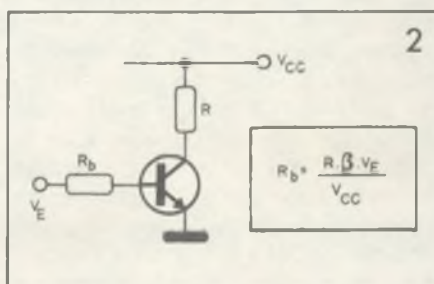 2
V_CC
R
R_b
V_E
R_b = R.β.V_E / V_CC